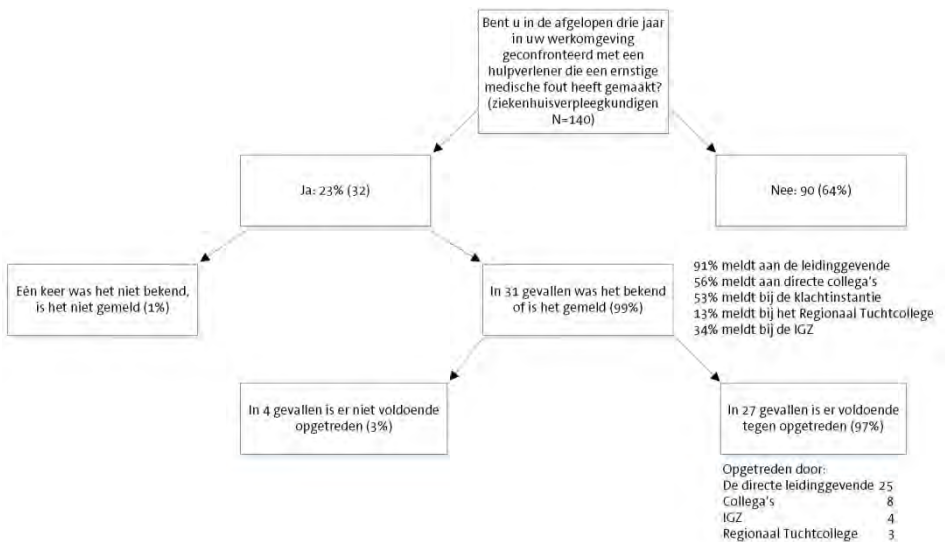 Bent u in de afgelopen drie jaar
in uw werkomgeving
geconfronteerd met een
hulpverlener die een ernstige
medische fout heeft gemaakt?
(ziekenhuisverpleegkundigen
N=140)
Ja: 23% (32)
Nee: 90 (64%)
Eén keer was het niet bekend,
is het niet gemeld (1%)
In 31 gevallen was het bekend
of is het gemeld (99%)
91% meldt aan de leidinggevende
56% meldt aan directe collega's
53% meldt bij de klachtinstantie
13% meldt bij het Regionaal Tuchtcollege
34% meldt bij de IGZ
In 4 gevallen is er niet voldoende
opgetreden (3%)
In 27 gevallen is er voldoende
tegen opgetreden (97%)
Opgetreden door:
De directe leidinggevende 25
Collega's 8
IGZ 4
Regionaal Tuchtcollege 3